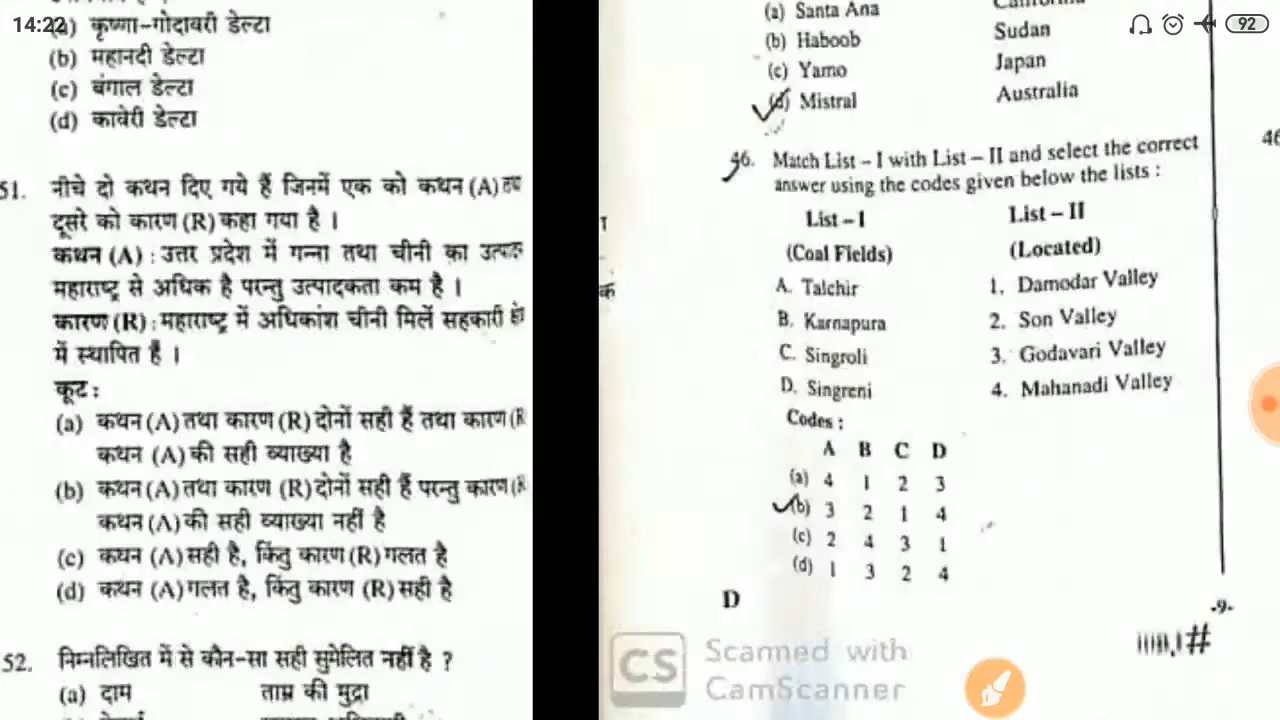 14:22
92
a) कृष्णा-गोदावरी डेल्टा
(b) महानदी डेल्टा
(c) बंगाल डेल्टा
(d) कावेरी डेल्टा
51. नीचे दो कथन दिए गये हैं जिनमें एक को कथन (A)
दूसरे को कारण (R) कहा गया है ।
कथन (A) : उत्तर प्रदेश में गन्ना तथा चीनी का
महाराष्ट्र से अधिक है परन्तु उत्पादकता कम है ।
कारण (R) : महाराष्ट्र में अधिकांश चीनी मिलें सहकारी
में स्थापित हैं ।
कूट :
(a) कथन (A) तथा कारण (R) दोनों सही हैं तथा कारण (R
कथन (A) की सही व्याख्या है
(b) कथन (A) तथा कारण (R) दोनों सही हैं परन्तु कारण (R
कथन (A) की सही व्याख्या नहीं है
(c) कथन (A) सही है, किंतु कारण (R) गलत है
(d) कथन (A) गलत है, किंतु कारण (R) सही है
52. निम्नलिखित में से कौन-सा सही सुमेलित नहीं है ?
(a) दाम ताम्र की मुद्रा
(a) Santa Ana California
(b) Haboob Sudan
(c) Yamo Japan
(d) Mistral Australia
46. Match List – I with List – II and select the correct
answer using the codes given below the lists :
List – I List – II
(Coal Fields) (Located)
A. Talchir 1. Damodar Valley
B. Karnapura 2. Son Valley
C. Singroli 3. Godavari Valley
D. Singreni 4. Mahanadi Valley
Codes :
A B C D
(a) 4 1 2 3
(b) 3 2 1 4
(c) 2 4 3 1
(d) 1 3 2 4
D
-9-
46
CS Scanned with
CamScanner